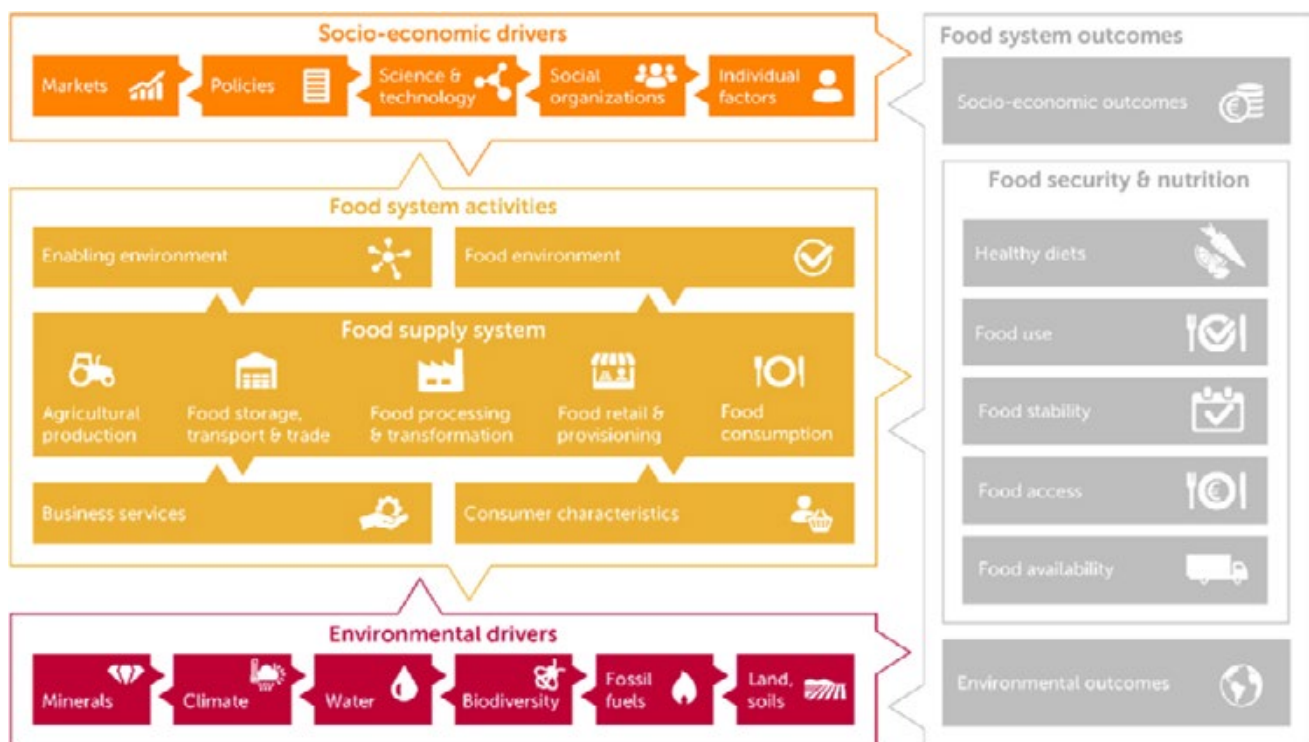 Socio-economic drivers
Markets
Policies
Science &
technology
Social
organizations
Individual
factors
Food system activities
Enabling environment
Food environment
Food supply system
Agricultural
production
Food storage,
transport & trade
Food processing
& transformation
Food retail &
provisioning
Food
consumption
Business services
Consumer characteristics
Environmental drivers
Minerals
Climate
Water
Biodiversity
Fossil
fuels
Land,
soils
Food system outcomes
Socio-economic outcomes
Food security & nutrition
Healthy diets
Food use
Food stability
Food access
Food availability
Environmental outcomes